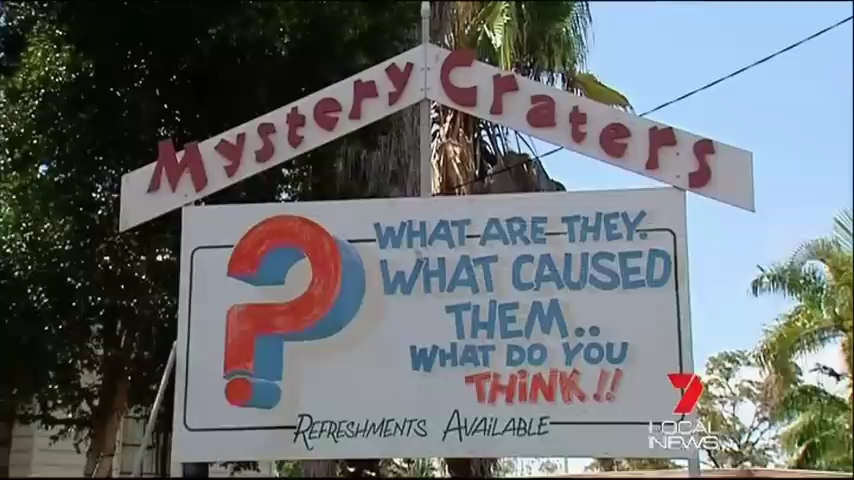 Mystery Craters
?
WHAT ARE THEY.
WHAT CAUSED
THEM..
WHAT DO YOU
THINK!!
REFRESHMENTS AVAILABLE
7
LOCAL
NEWS